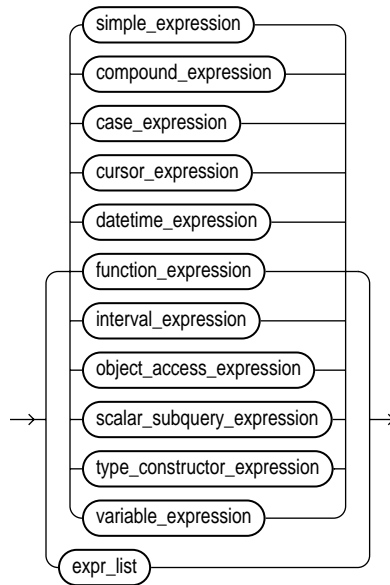 simple_expression
compound_expression
case_expression
cursor_expression
datetime_expression
function_expression
interval_expression
object_access_expression
scalar_subquery_expression
type_constructor_expression
variable_expression
expr_list